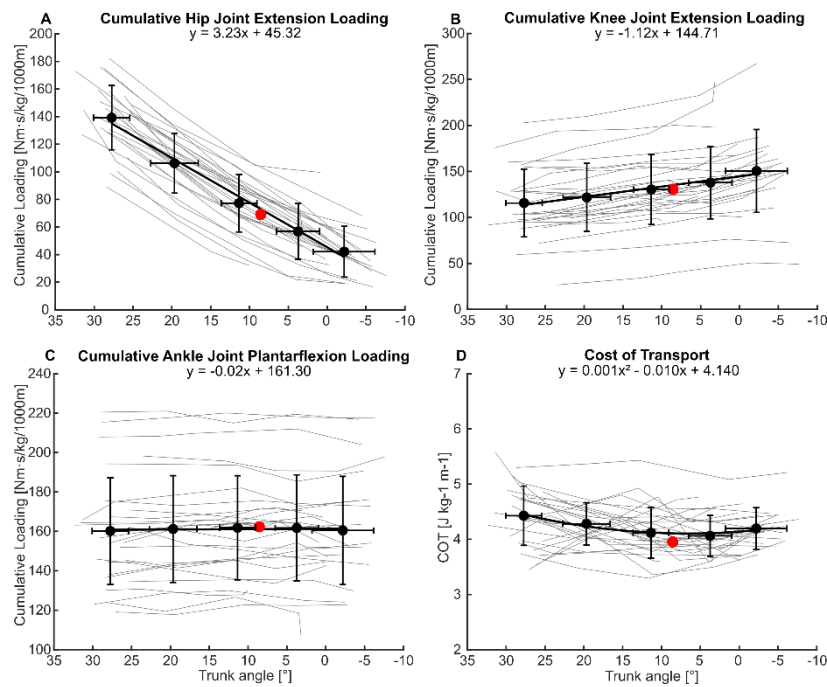 A Cumulative Hip Joint Extension Loading
y = 3.23x + 45.32
Cumulative Loading [Nm·s/kg/1000m]
200
180
160
140
120
100
80
60
40
20
0
35 30 25 20 15 10 5 0 -5 -10
B Cumulative Knee Joint Extension Loading
y = -1.12x + 144.71
Cumulative Loading [Nm·s/kg/1000m]
300
250
200
150
100
50
0
35 30 25 20 15 10 5 0 -5 -10
C Cumulative Ankle Joint Plantarflexion Loading
y = -0.02x + 161.30
Cumulative Loading [Nm·s/kg/1000m]
240
220
200
180
160
140
120
100
35 30 25 20 15 10 5 0 -5 -10
Trunk angle [°]
D Cost of Transport
y = 0.001x² - 0.010x + 4.140
COT [J kg-1 m-1]
7
6
5
4
3
2
35 30 25 20 15 10 5 0 -5 -10
Trunk angle [°]